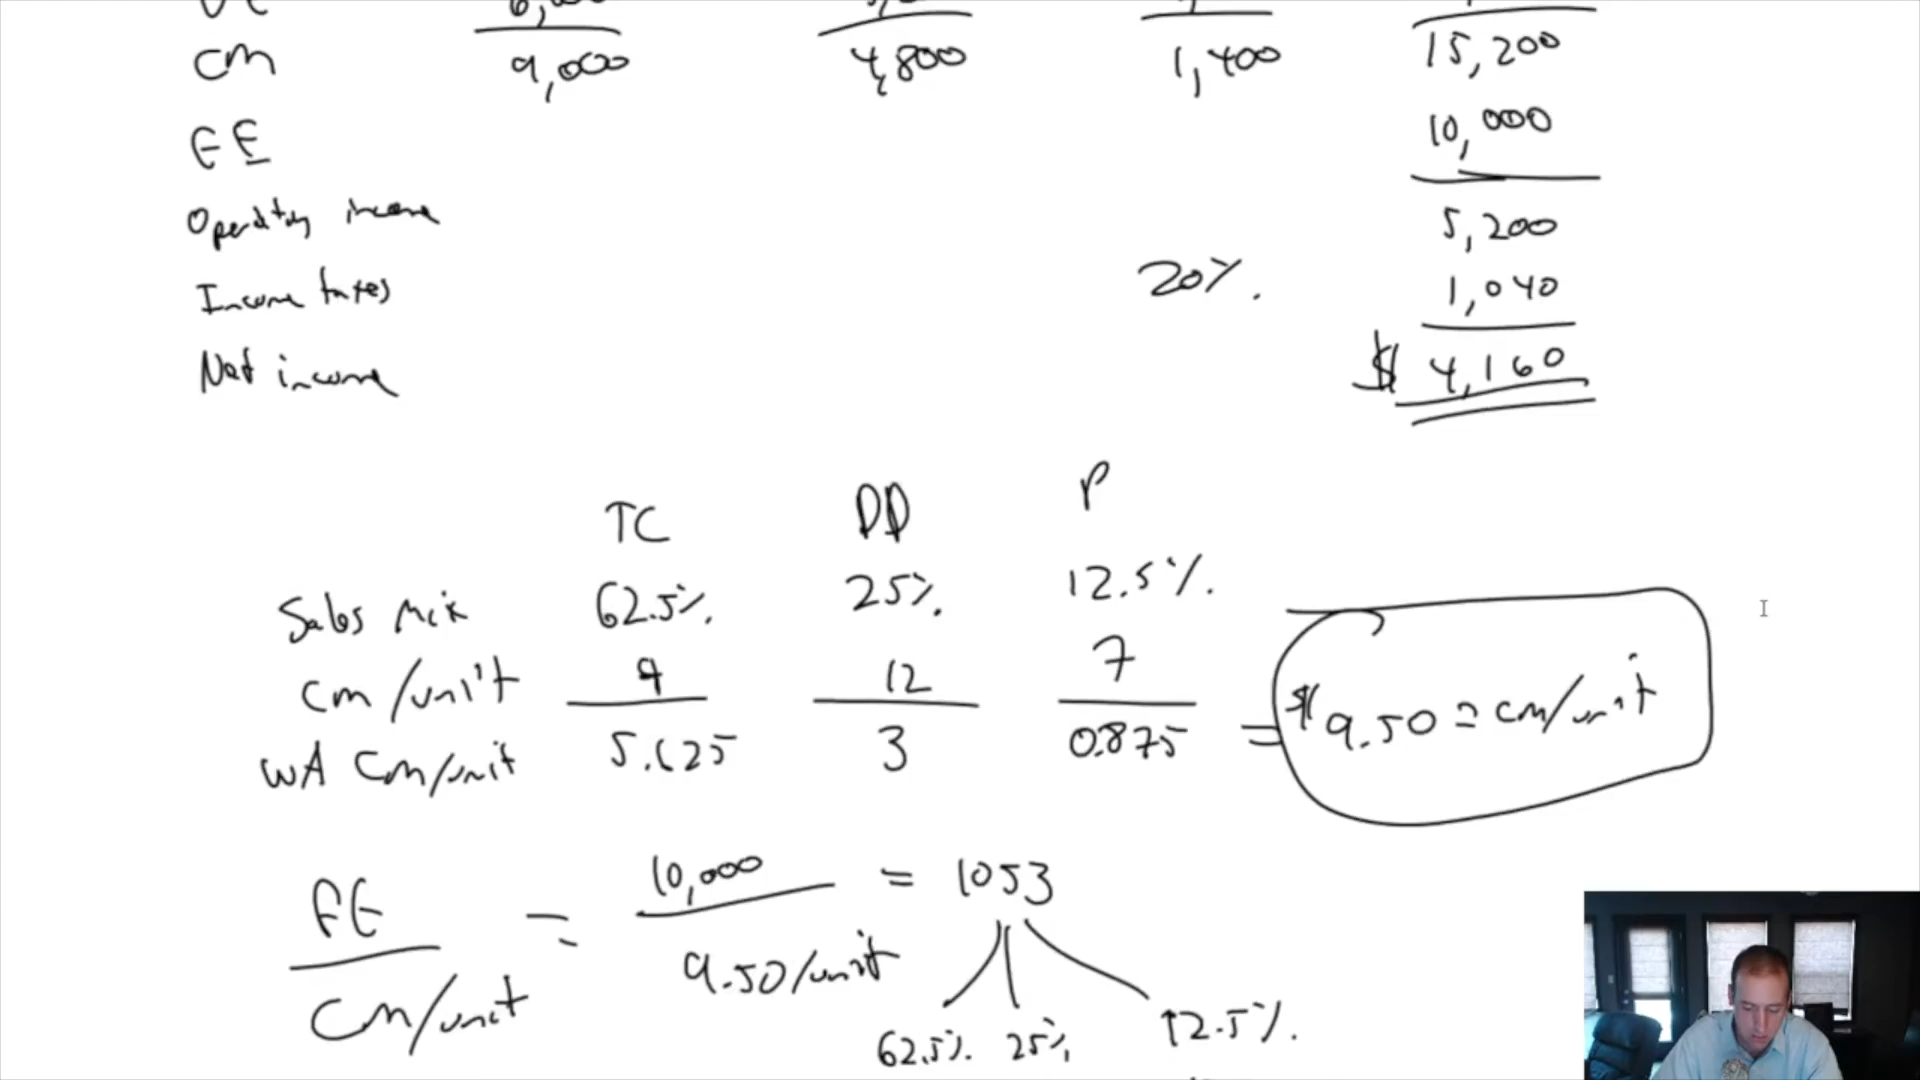 CM 9,000 4,800 1,400 15,200
FE 10,000
Operating income 5,200
Income taxes 20%. 1,040
Net income $ 4,160
TC DD P
Sales mix 62.5%. 25%. 12.5%.
CM/unit 9 12 7
WA CM/unit 5.625 3 0.875 = $9.50 = CM/unit
FE = 10,000 = 1053
CM/unit 9.50/unit
62.5%. 25%. 12.5%.